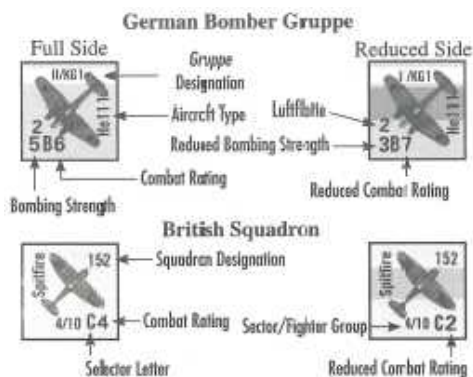 German Bomber Gruppe
Full Side
Reduced Side
II/KG1
Gruppe
Designation
I/KG1
He111
Aircraft Type
Luftflotte
He111
2
2
5B6
Reduced Bombing Strength
3B7
Combat Rating
Bombing Strength
Reduced Combat Rating
British Squadron
Spitfire
152
Squadran Designation
Spitfire
152
4/10 C4
Combat Rating
Sector/Fighter Group
4/10 C2
Selector Letter
Reduced Combat Rating